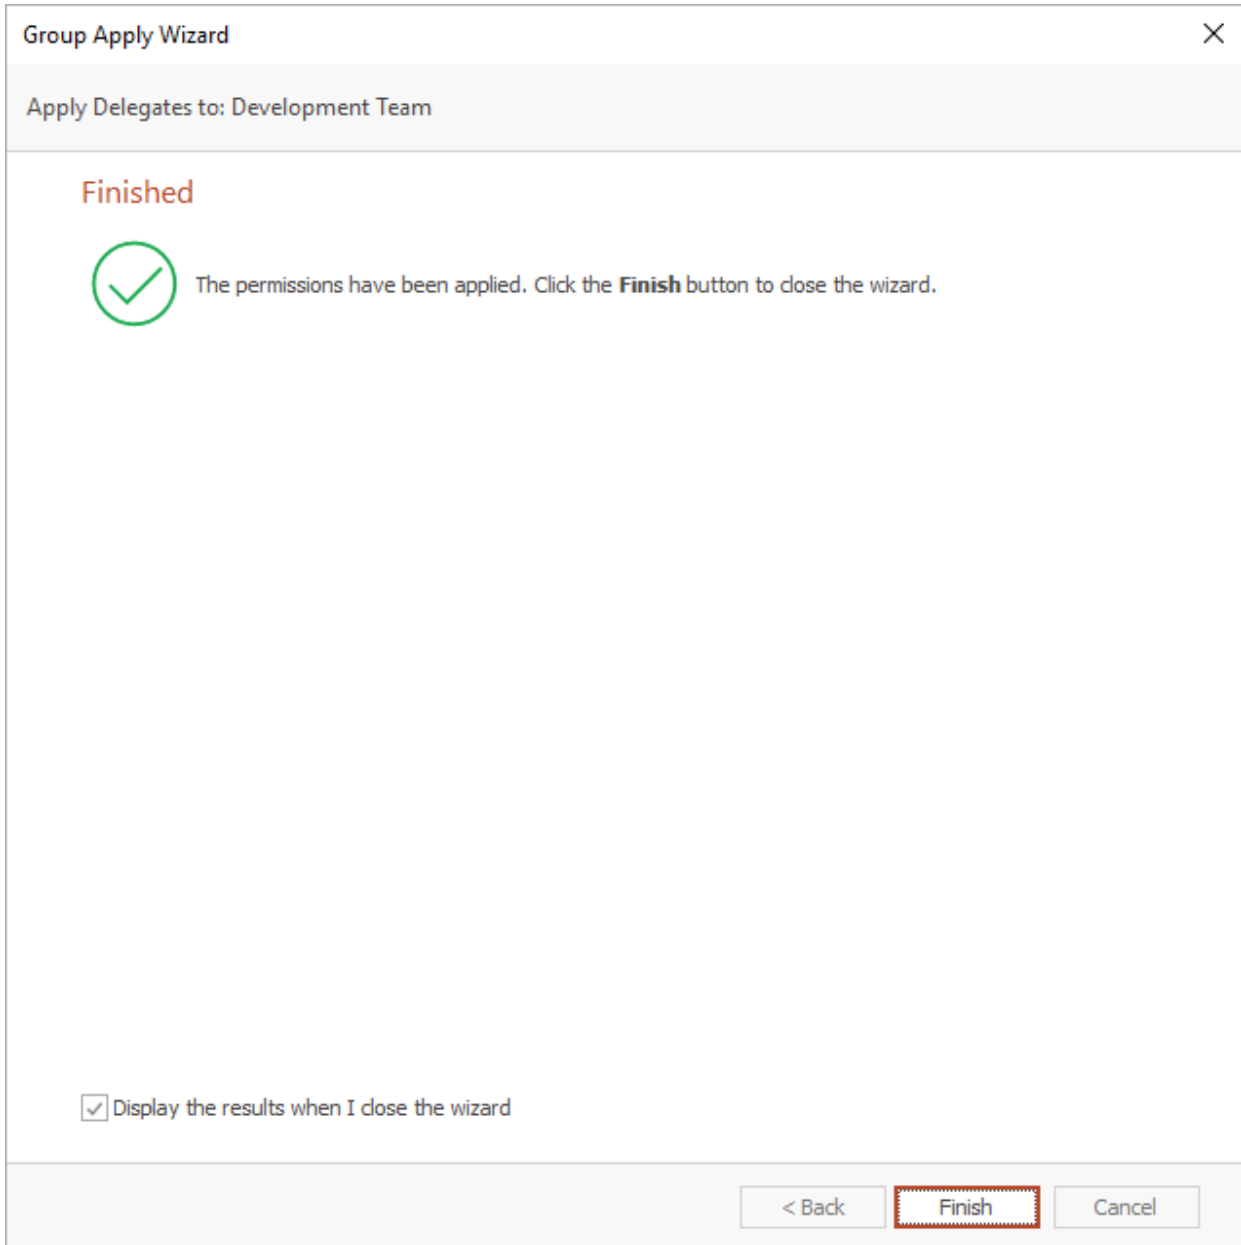 Group Apply Wizard
Apply Delegates to: Development Team
Finished
The permissions have been applied. Click the Finish button to close the wizard.
Display the results when I close the wizard
< Back
Finish
Cancel